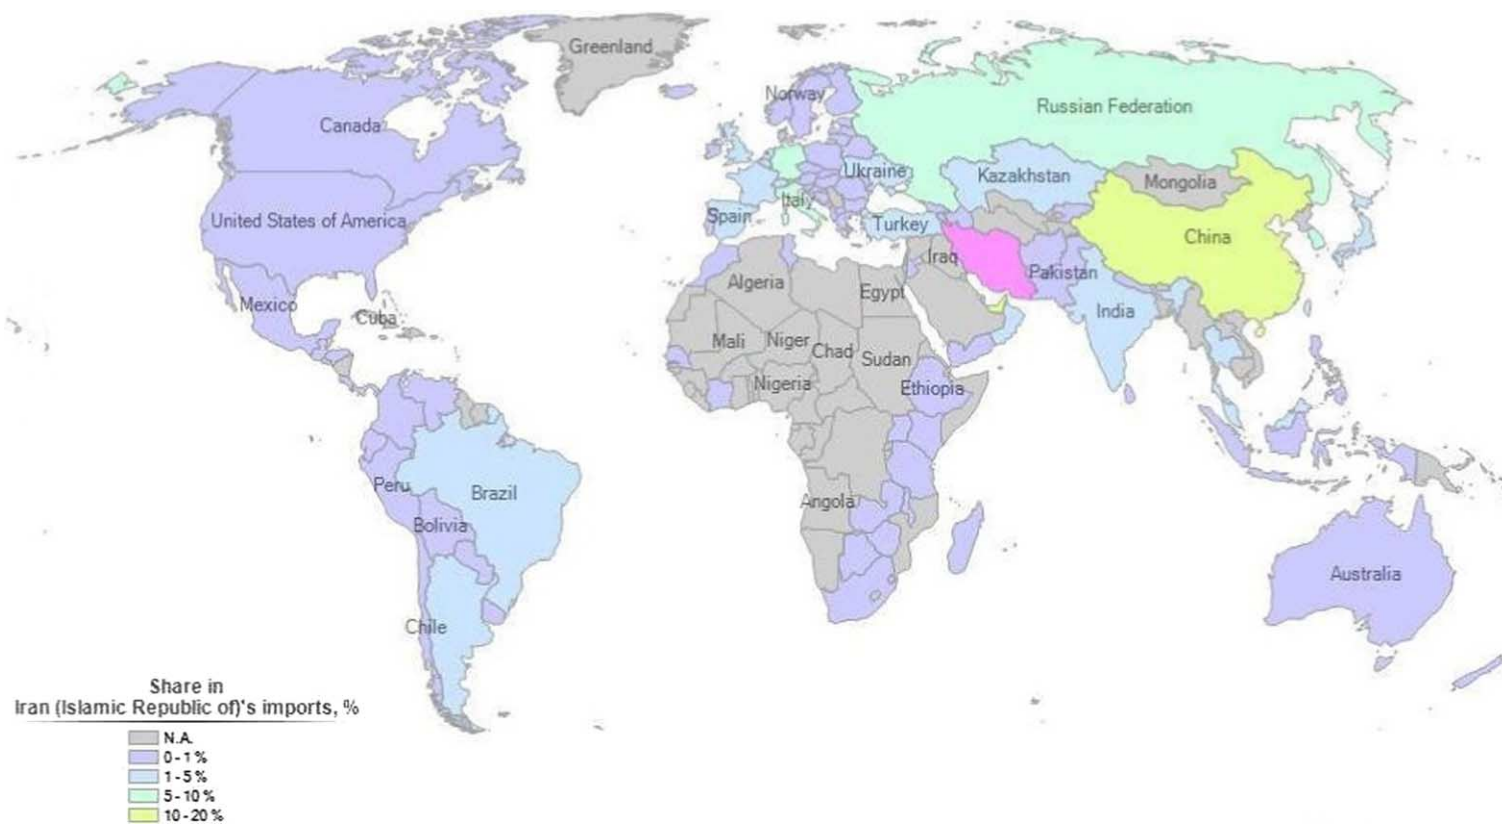 Greenland
Norway
Russian Federation
Canada
Ukraine
Kazakhstan
Mongolia
Italy
Spain
United States of America
Turkey
China
Iraq
Pakistan
Algeria
Egypt
Mexico
India
Cuba
Mali
Niger
Chad
Sudan
Nigeria
Ethiopia
Peru
Brazil
Angola
Bolivia
Australia
Chile
Share in
Iran (Islamic Republic of)'s imports, %
N.A.
0 - 1 %
1 - 5 %
5 - 10 %
10 - 20 %